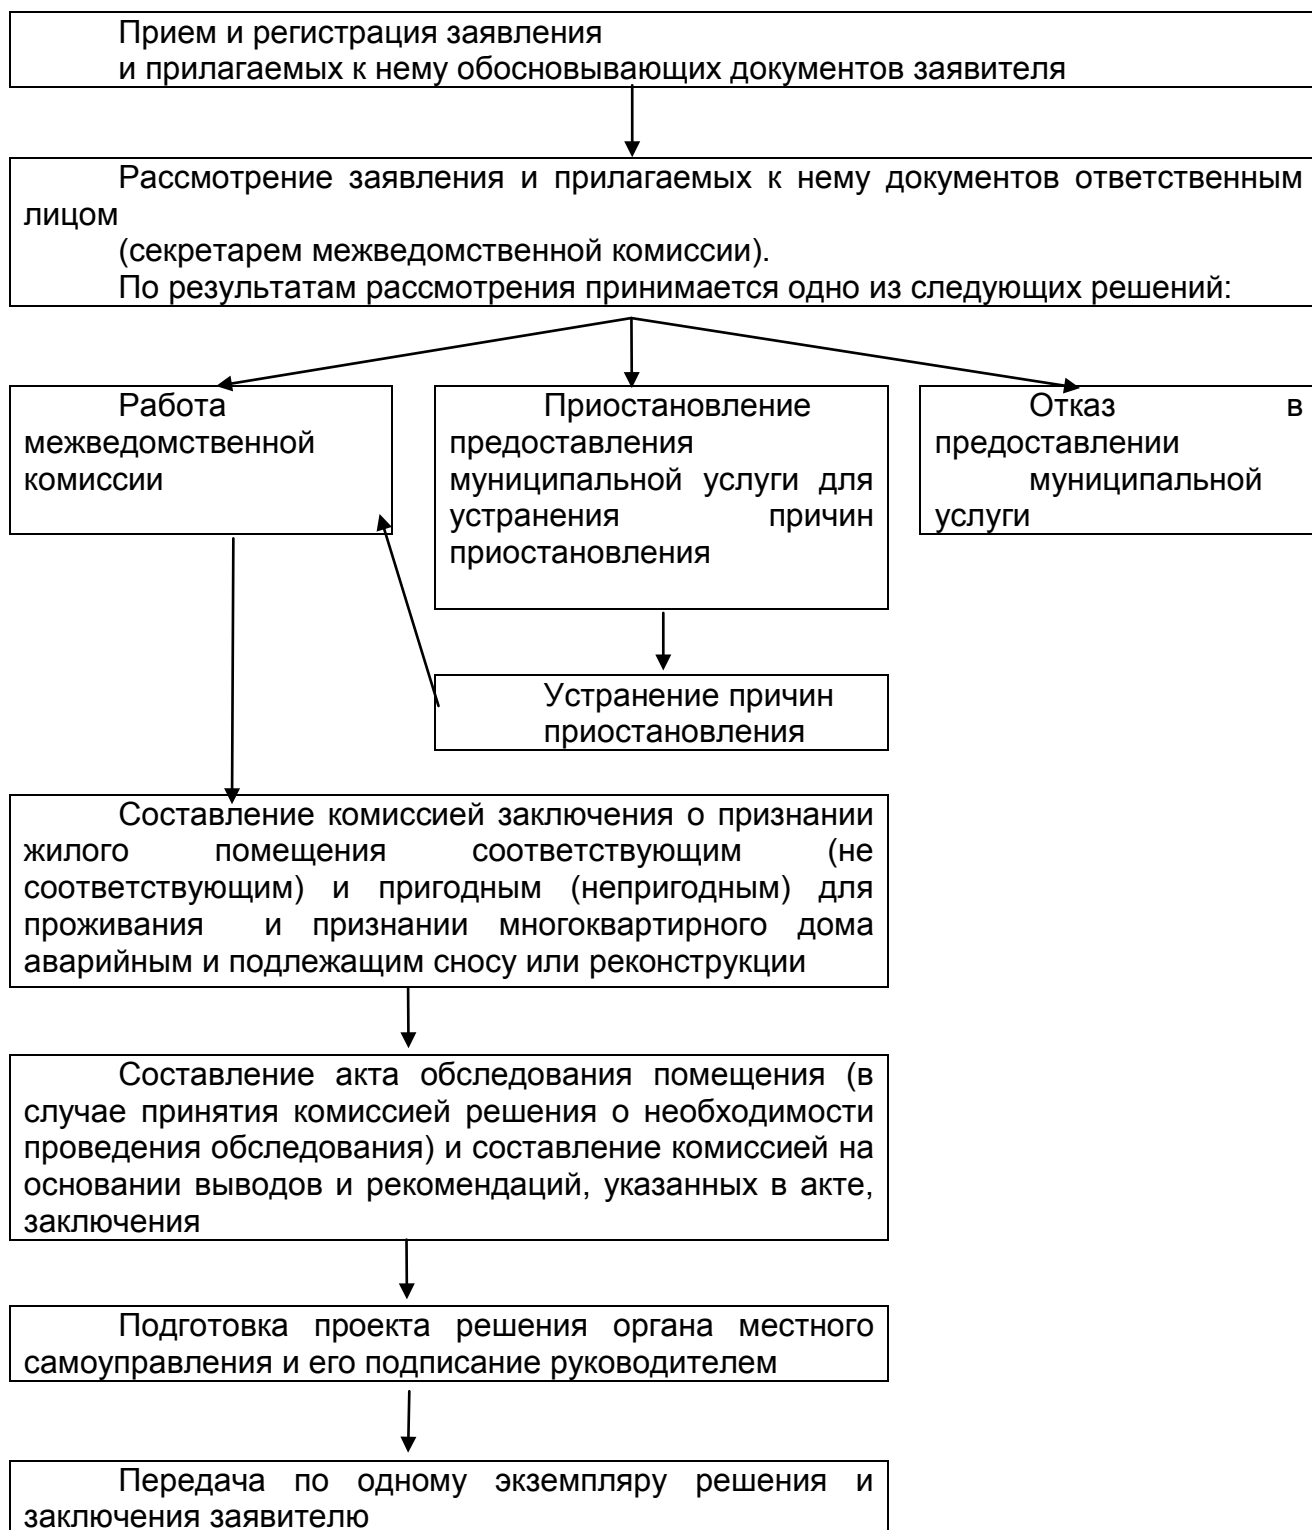 Прием и регистрация заявления
и прилагаемых к нему обосновывающих документов заявителя
Рассмотрение заявления и прилагаемых к нему документов ответственным
лицом
(секретарем межведомственной комиссии).
По результатам рассмотрения принимается одно из следующих решений:
Работа
межведомственной
комиссии
Приостановление
предоставления
муниципальной услуги для
устранения причин
приостановления
Отказ в
предоставлении
муниципальной
услуги
Устранение причин
приостановления
Составление комиссией заключения о признании
жилого помещения соответствующим (не
соответствующим) и пригодным (непригодным) для
проживания и признании многоквартирного дома
аварийным и подлежащим сносу или реконструкции
Составление акта обследования помещения (в
случае принятия комиссией решения о необходимости
проведения обследования) и составление комиссией на
основании выводов и рекомендаций, указанных в акте,
заключения
Подготовка проекта решения органа местного
самоуправления и его подписание руководителем
Передача по одному экземпляру решения и
заключения заявителю